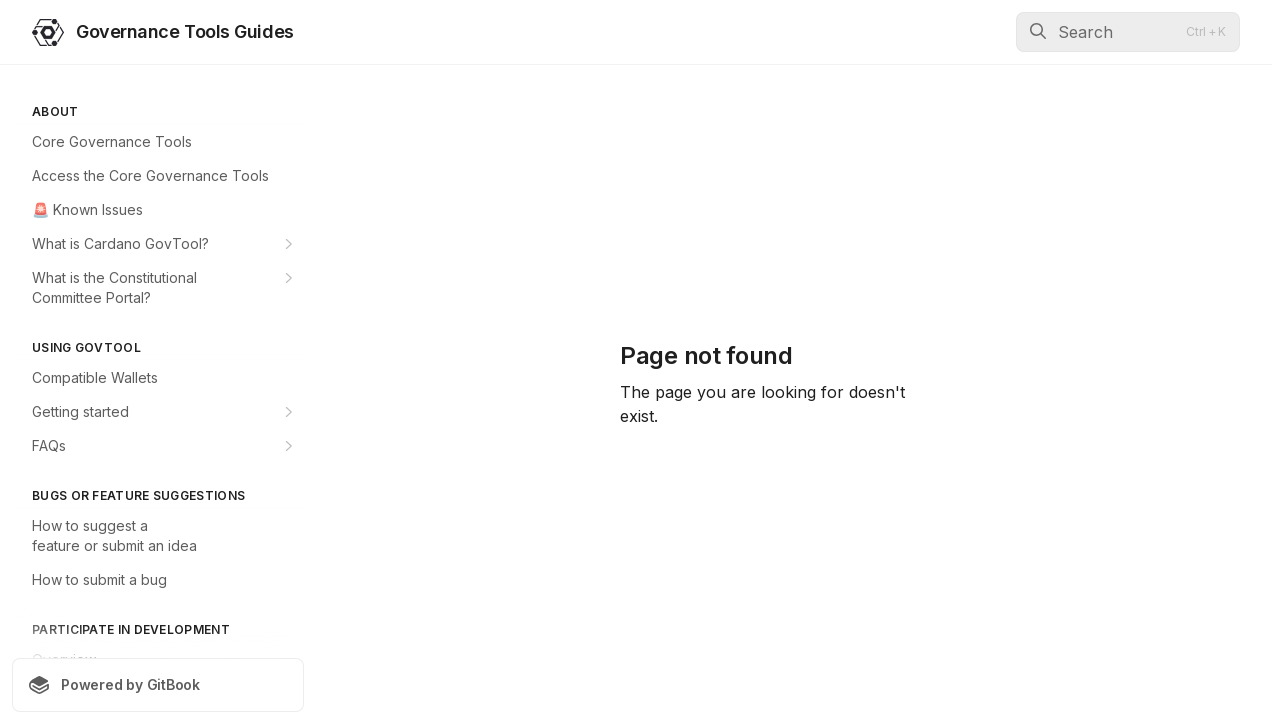 Governance Tools Guides
Search
Ctrl + K
ABOUT
Core Governance Tools
Access the Core Governance Tools
🚨 Known Issues
What is Cardano GovTool?
What is the Constitutional
Committee Portal?
USING GOVTOOL
Compatible Wallets
Getting started
FAQs
BUGS OR FEATURE SUGGESTIONS
How to suggest a
feature or submit an idea
How to submit a bug
PARTICIPATE IN DEVELOPMENT
Overview
Powered by GitBook
Page not found
The page you are looking for doesn't
exist.